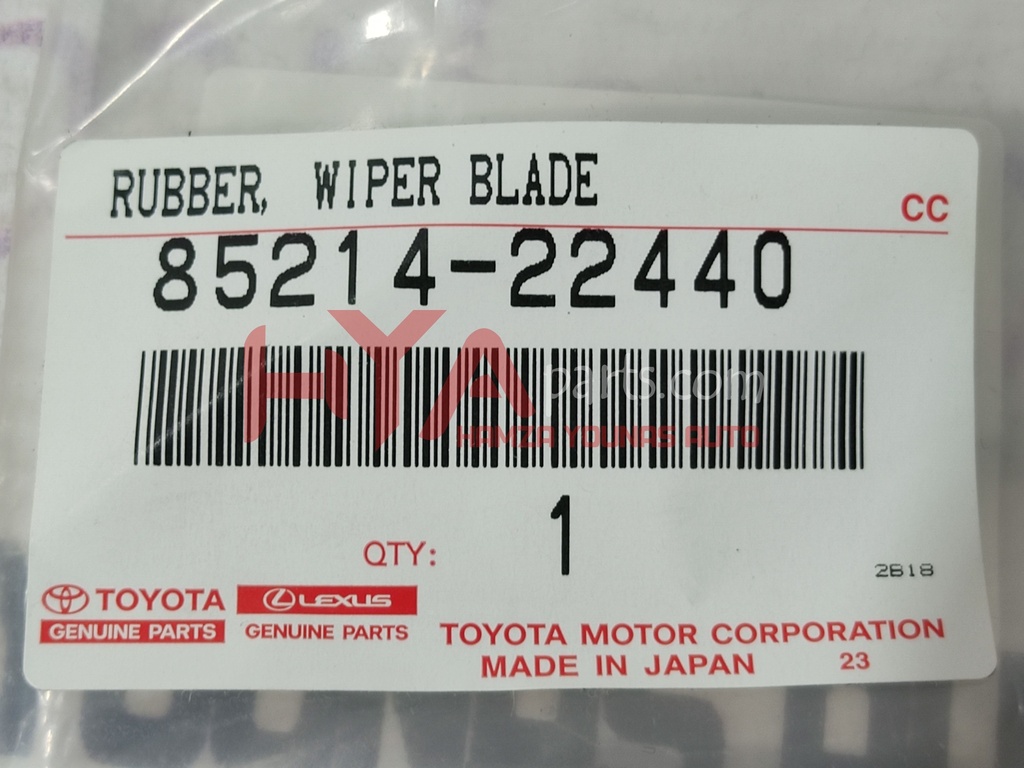 RUBBER, WIPER BLADE
CC
85214-22440
HYA parts.com
HAMZA YOUNAS AUTO
QTY: 1
2B18
TOYOTA
GENUINE PARTS
LEXUS
GENUINE PARTS
TOYOTA MOTOR CORPORATION
MADE IN JAPAN 23